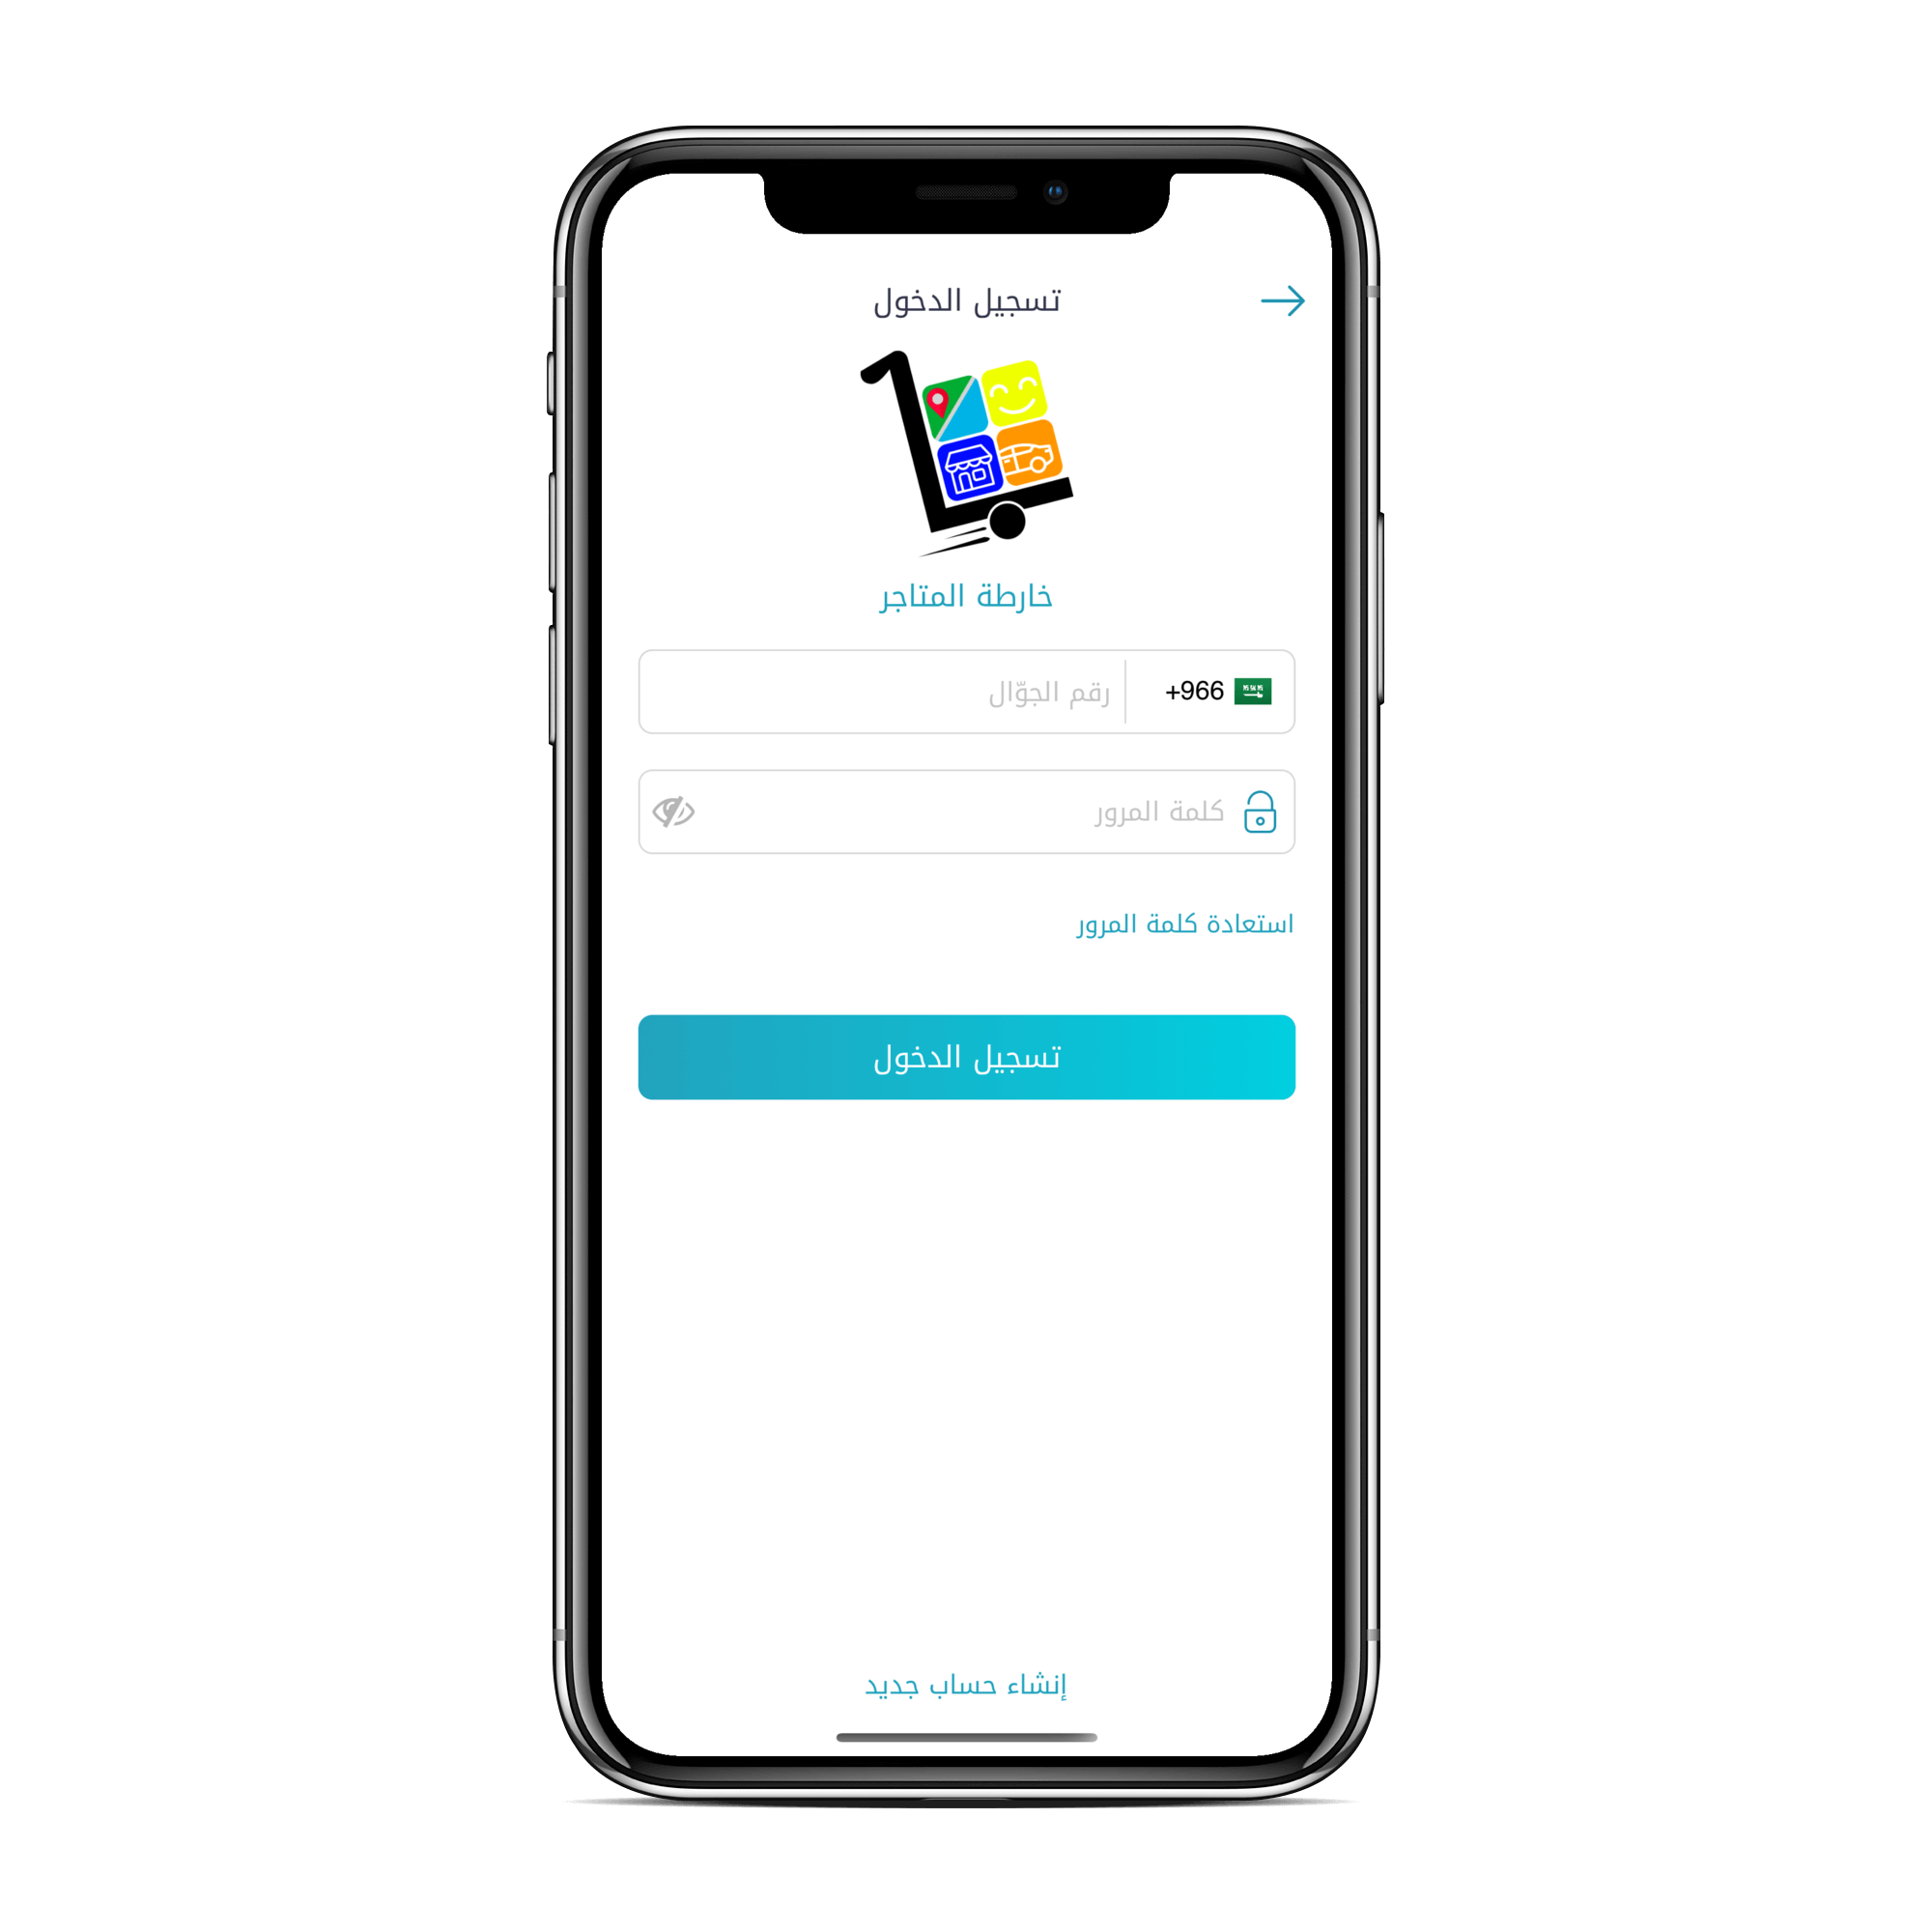 تسجيل الدخول
خارطة المتاجر
+966 رقم الجوّال
كلمة المرور
استعادة كلمة المرور
تسجيل الدخول
إنشاء حساب جديد